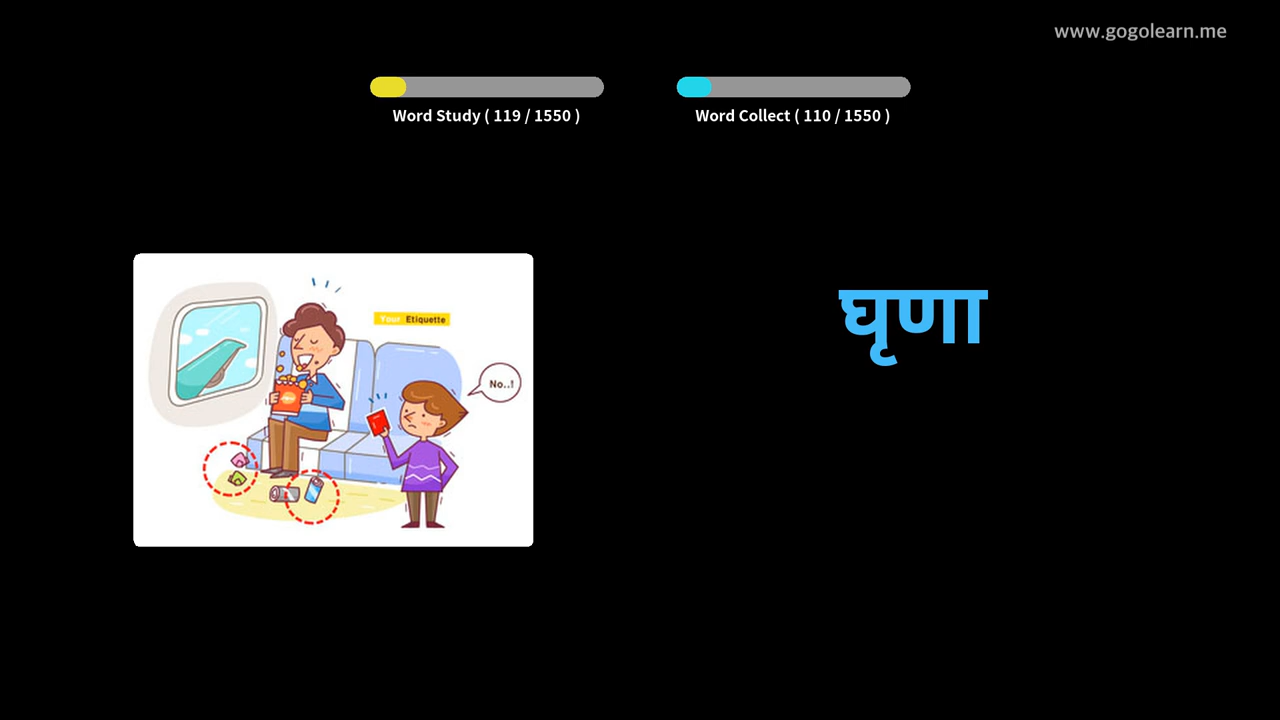 www.gogolearn.me
Word Study ( 119 / 1550 )
Word Collect ( 110 / 1550 )
Your Etiquette
No..!
घृणा